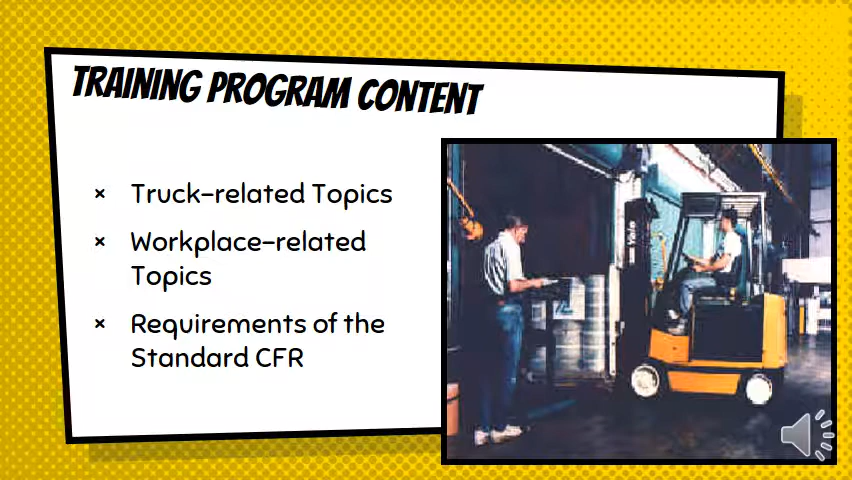 TRAINING PROGRAM CONTENT
× Truck-related Topics
× Workplace-related
Topics
× Requirements of the
Standard CFR
Yale